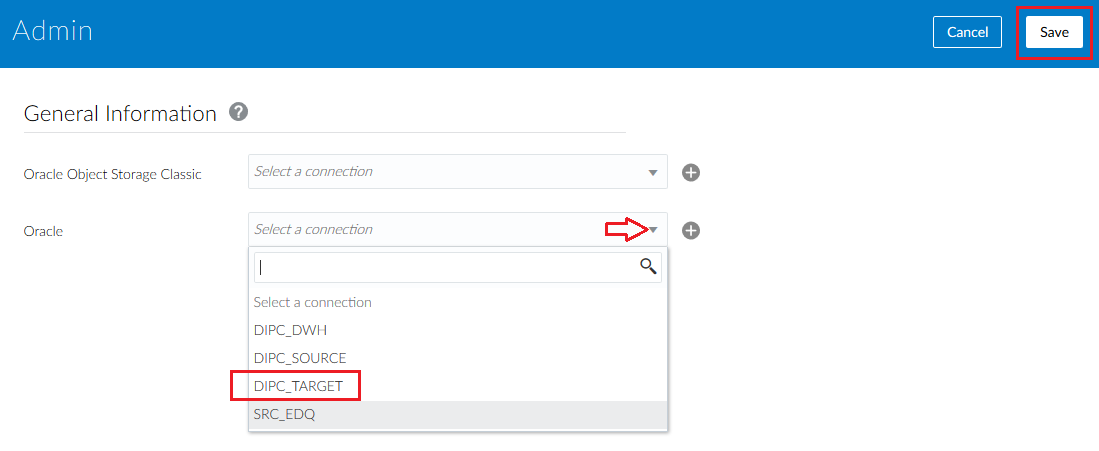 Admin
Cancel
Save
General Information ?
Oracle Object Storage Classic
Select a connection
Oracle
Select a connection
Select a connection
DIPC_DWH
DIPC_SOURCE
DIPC_TARGET
SRC_EDQ